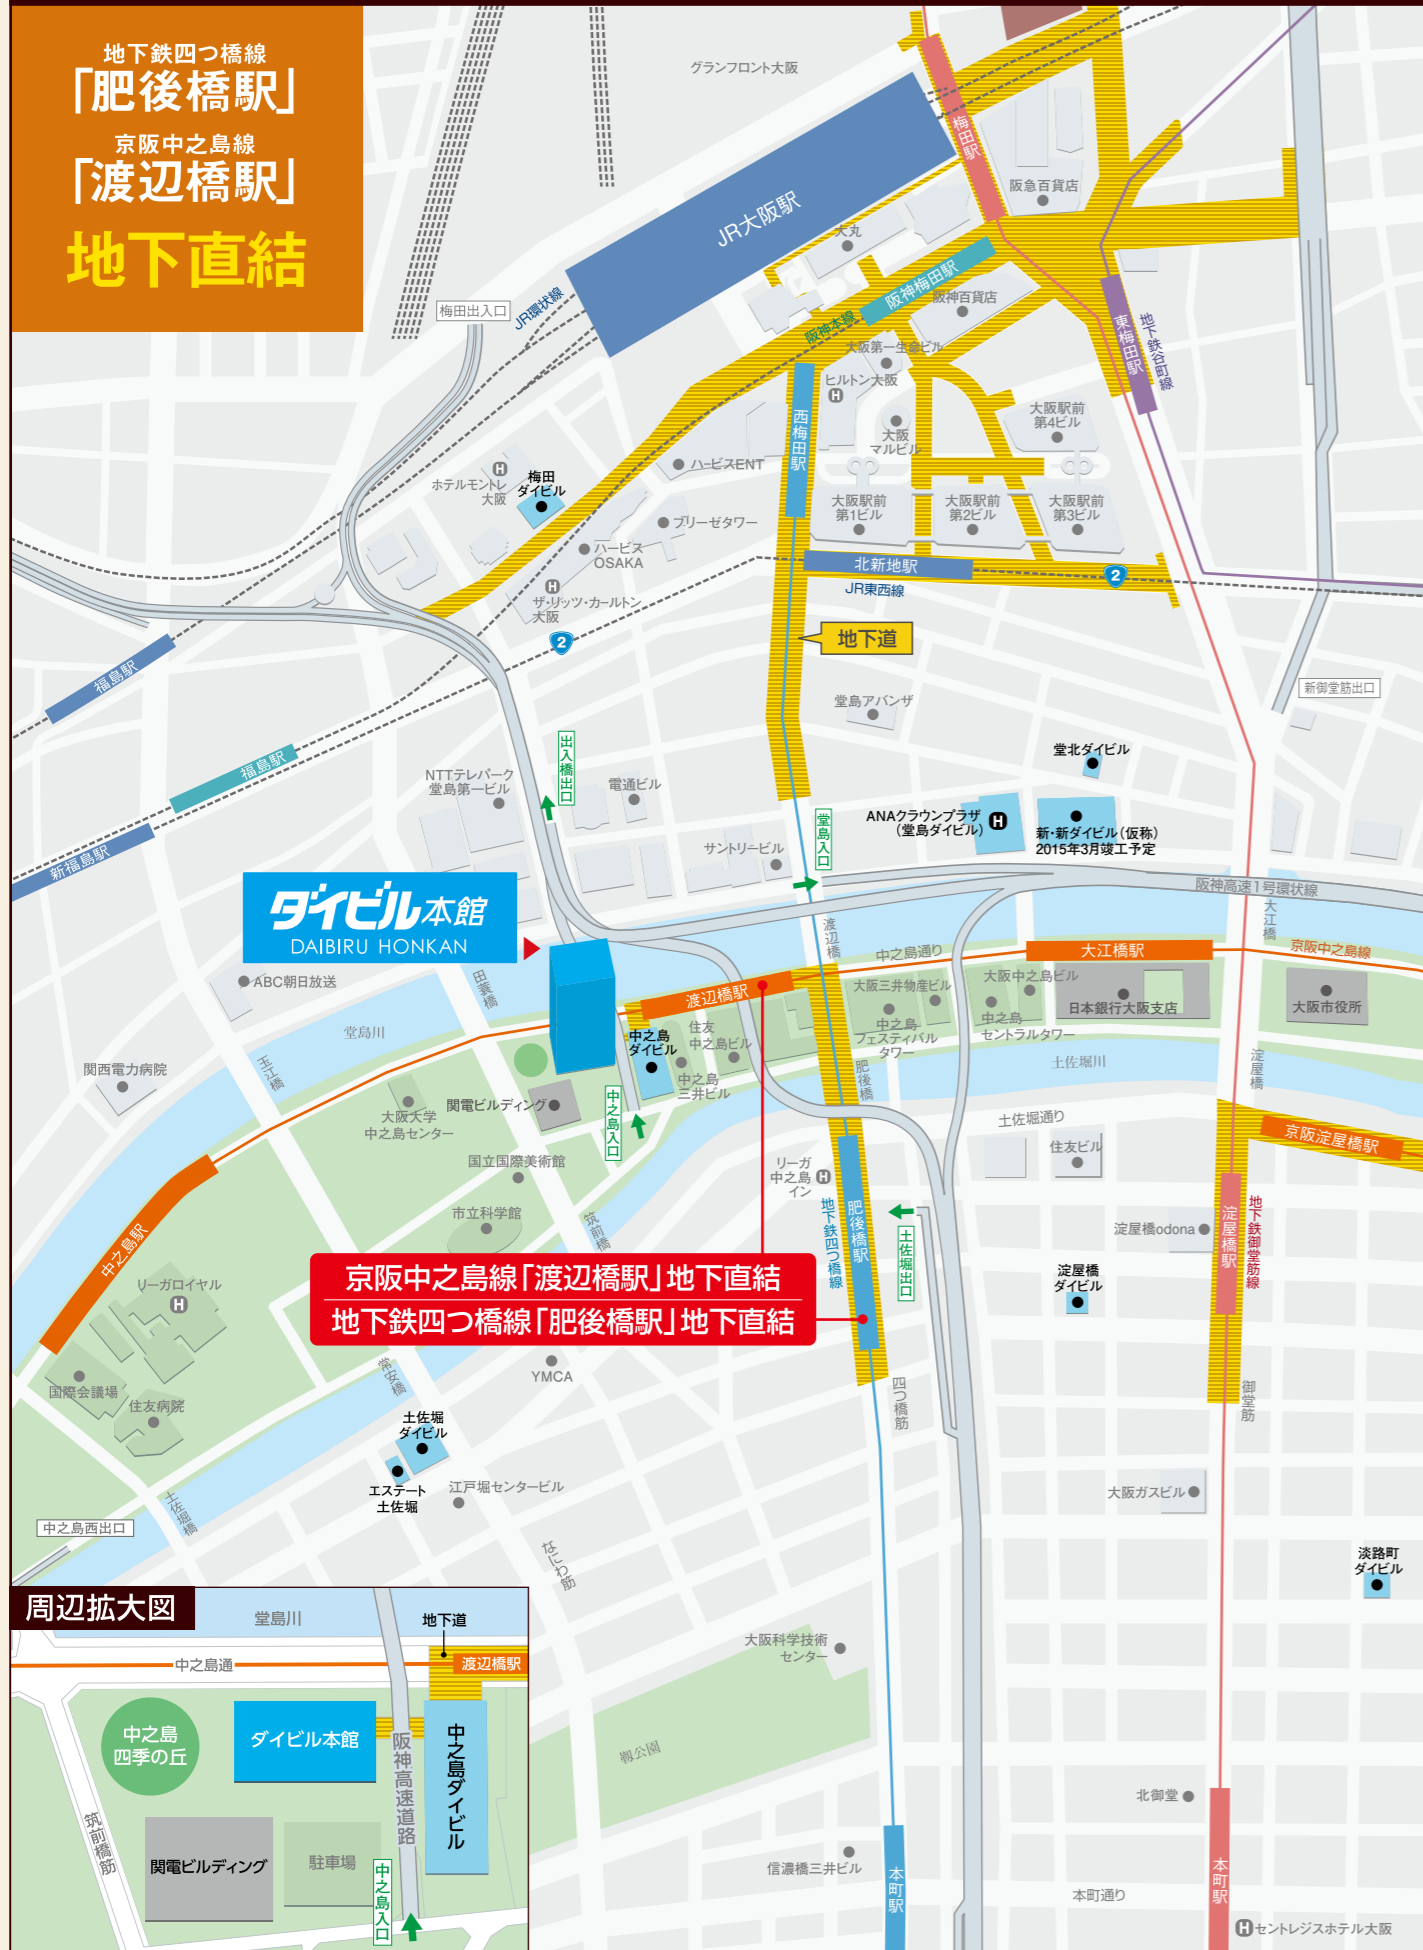 地下鉄四つ橋線
「肥後橋駅」
京阪中之島線
「渡辺橋駅」
地下直結
グランフロント大阪
梅田駅
阪急百貨店
JR大阪駅
大丸
阪神梅田駅
阪神百貨店
阪神本線
大阪第一生命ビル
東梅田駅
地下鉄谷町線
梅田出入口
JR環状線
ヒルトン大阪
H
西梅田駅
大阪
マルビル
大阪駅前
第4ビル
ハービスENT
H
ホテルモントレ
大阪
梅田
ダイビル
大阪駅前
第1ビル
大阪駅前
第2ビル
大阪駅前
第3ビル
ブリーゼタワー
ハービス
OSAKA
北新地駅
JR東西線
2
H
ザ・リッツ・カールトン
大阪
2
地下道
福島駅
新御堂筋出口
堂島アバンザ
福島駅
出入橋出口
堂北ダイビル
NTTテレパーク
堂島第一ビル
電通ビル
新福島駅
ANAクラウンプラザ
(堂島ダイビル)
H
新・新ダイビル(仮称)
2015年3月竣工予定
堂島入口
サントリービル
阪神高速1号環状線
ダイビル本館
DAIBIRU HONKAN
渡辺橋
大江橋
中之島通り
大江橋駅
京阪中之島線
ABC朝日放送
田蓑橋
渡辺橋駅
大阪三井物産ビル
大阪中之島ビル
日本銀行大阪支店
大阪市役所
堂島川
中之島
ダイビル
住友
中之島ビル
中之島
フェスティバル
タワー
中之島
セントラルタワー
関西電力病院
玉江橋
中之島
三井ビル
肥後橋
土佐堀川
淀屋橋
大阪大学
中之島センター
関電ビルディング
中之島入口
土佐堀通り
京阪淀屋橋駅
住友ビル
国立国際美術館
リーガ
中之島
イン
H
市立科学館
筑前橋
地下鉄四つ橋線
肥後橋駅
土佐堀出口
淀屋橋odona
淀屋橋駅
地下鉄御堂筋線
中之島駅
リーガロイヤル
H
京阪中之島線「渡辺橋駅」地下直結
地下鉄四つ橋線「肥後橋駅」地下直結
淀屋橋
ダイビル
国際会議場
住友病院
常安橋
YMCA
四つ橋筋
御堂筋
土佐堀
ダイビル
エステート
土佐堀
江戸堀センタービル
大阪ガスビル
土佐堀橋
中之島西出口
なにわ筋
淡路町
ダイビル
大阪科学技術
センター
靱公園
北御堂
信濃橋三井ビル
本町駅
本町駅
本町通り
Hセントレジスホテル大阪
周辺拡大図
堂島川
地下道
中之島通
渡辺橋駅
中之島
四季の丘
ダイビル本館
阪神高速道路
中之島ダイビル
筑前橋筋
関電ビルディング
駐車場
中之島入口